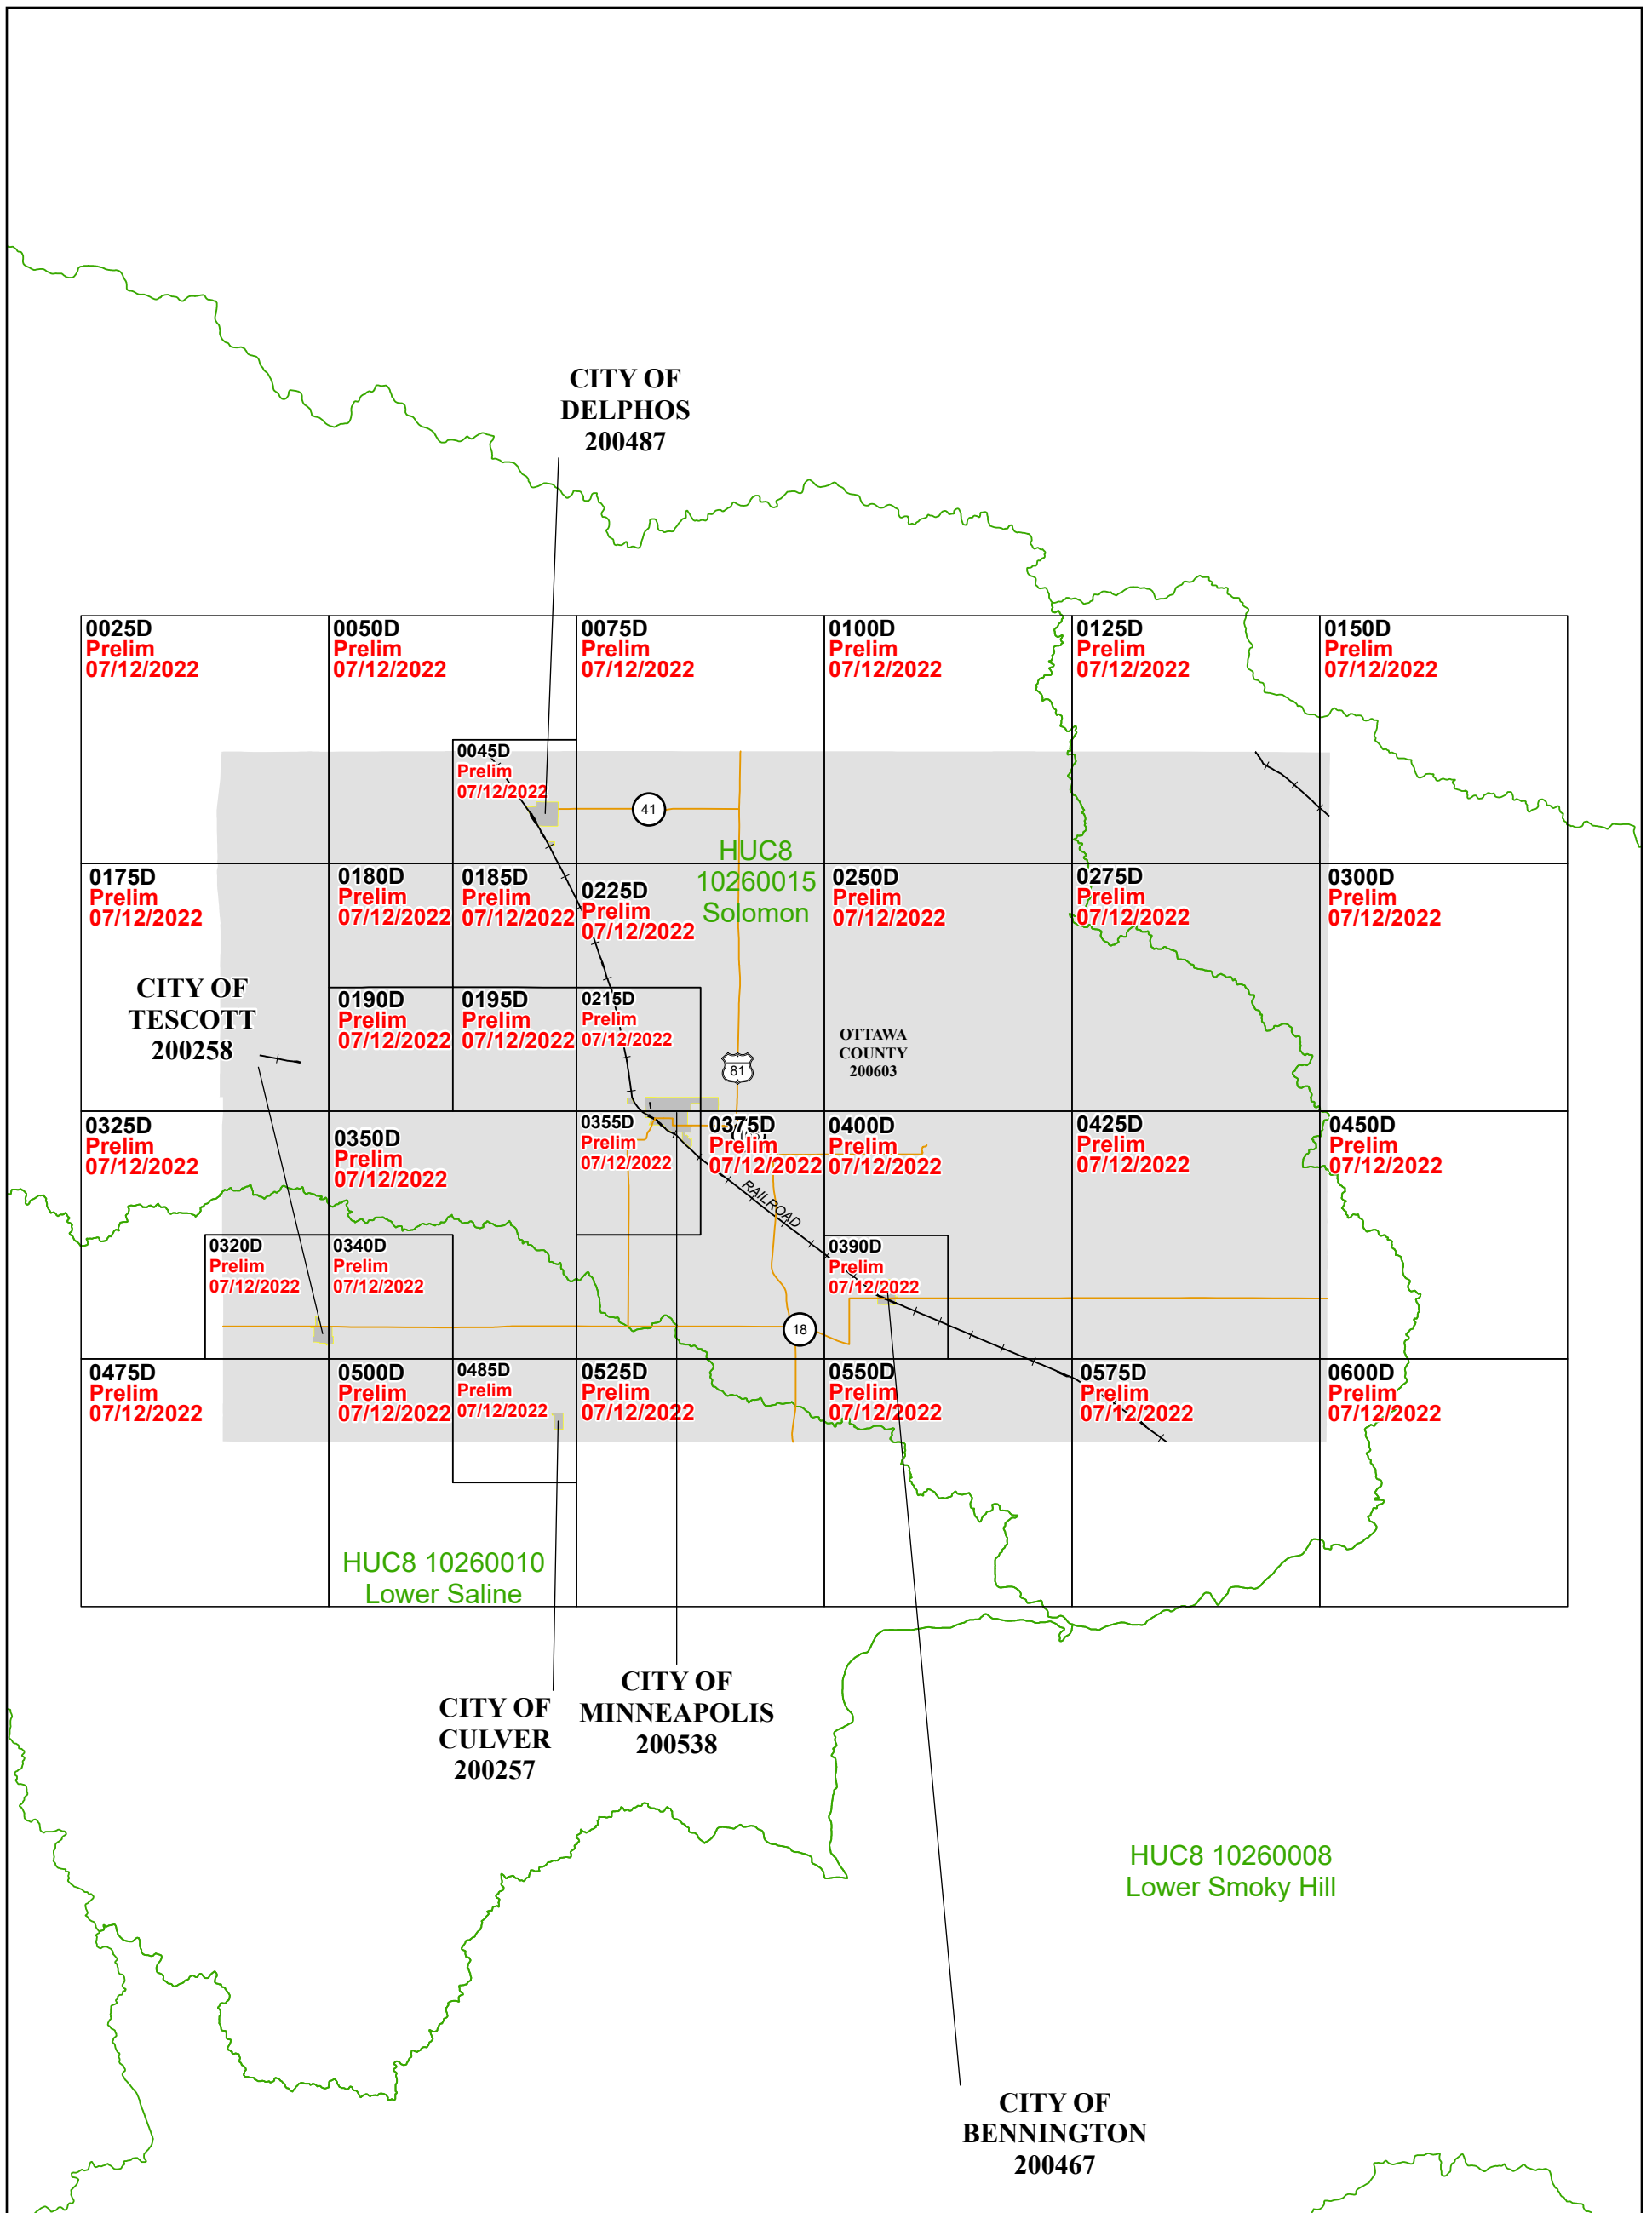 CITY OF
DELPHOS
200487
0025D
Prelim
07/12/2022
0050D
Prelim
07/12/2022
0075D
Prelim
07/12/2022
0100D
Prelim
07/12/2022
0125D
Prelim
07/12/2022
0150D
Prelim
07/12/2022
0045D
Prelim
07/12/2022
41
HUC8
10260015
Solomon
0175D
Prelim
07/12/2022
0180D
Prelim
07/12/2022
0185D
Prelim
07/12/2022
0225D
Prelim
07/12/2022
0250D
Prelim
07/12/2022
0275D
Prelim
07/12/2022
0300D
Prelim
07/12/2022
CITY OF
TESCOTT
200258
0190D
Prelim
07/12/2022
0195D
Prelim
07/12/2022
0215D
Prelim
07/12/2022
81
OTTAWA
COUNTY
200603
0325D
Prelim
07/12/2022
0350D
Prelim
07/12/2022
0355D
Prelim
07/12/2022
0375D
Prelim
07/12/2022
0400D
Prelim
07/12/2022
0425D
Prelim
07/12/2022
0450D
Prelim
07/12/2022
RAILROAD
0320D
Prelim
07/12/2022
0340D
Prelim
07/12/2022
0390D
Prelim
07/12/2022
18
0475D
Prelim
07/12/2022
0500D
Prelim
07/12/2022
0485D
Prelim
07/12/2022
0525D
Prelim
07/12/2022
0550D
Prelim
07/12/2022
0575D
Prelim
07/12/2022
0600D
Prelim
07/12/2022
HUC8 10260010
Lower Saline
CITY OF
MINNEAPOLIS
200538
CITY OF
CULVER
200257
HUC8 10260008
Lower Smoky Hill
CITY OF
BENNINGTON
200467